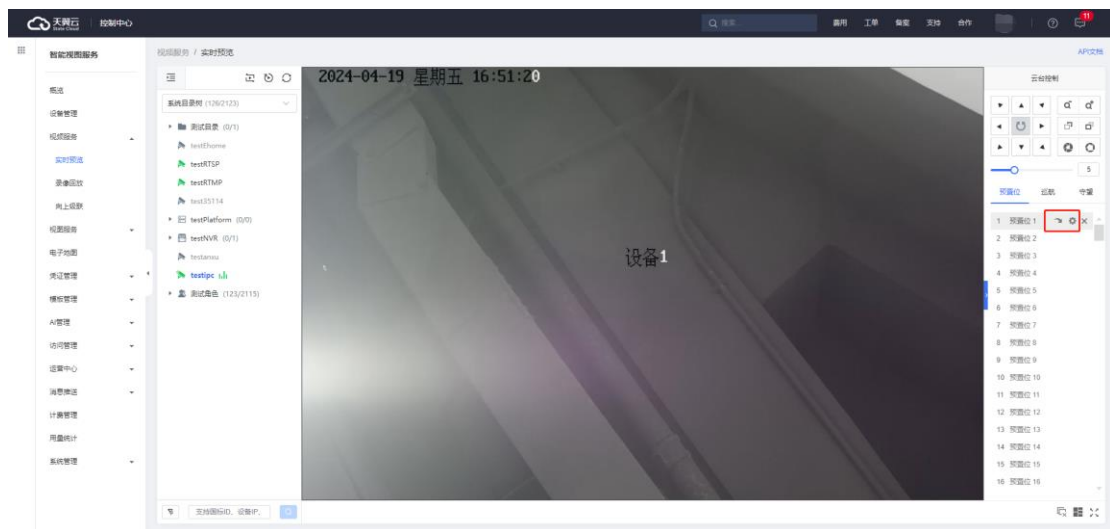 天翼云 控制中心 搜索... 费用 工单 备案 支持 合作 11
State Cloud
智能视图服务
视频服务 / 实时预览
API文档
概览
设备管理
视频服务
实时预览
录像回放
向上级联
视图服务
电子地图
凭证管理
模板管理
AI管理
访问管理
运营中心
消息推送
计费管理
用量统计
系统管理
系统目录树 (126/2123)
测试目录 (0/1)
testEhome
testRTSP
testRTMP
test35114
testPlatform (0/0)
testNVR (0/1)
testansu
testipc
测试角色 (123/2115)
支持国标ID、设备IP、
2024-04-19 星期五 16:51:20
设备1
云台控制
5
预置位 巡航 守望
1 预置位 1
2 预置位 2
3 预置位 3
4 预置位 4
5 预置位 5
6 预置位 6
7 预置位 7
8 预置位 8
9 预置位 9
10 预置位 10
11 预置位 11
12 预置位 12
13 预置位 13
14 预置位 14
15 预置位 15
16 预置位 16